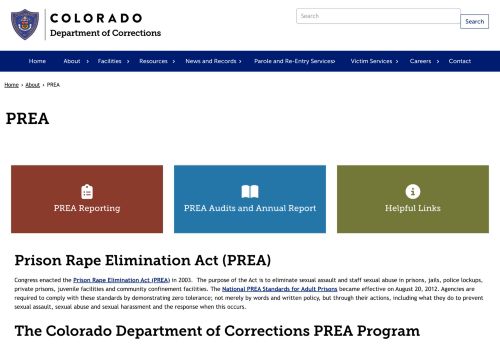 COLORADO
Department of Corrections
Search
Search
Home About Facilities Resources News and Records Parole and Re-Entry Services Victim Services Careers Contact
Home › About › PREA
PREA
PREA Reporting
PREA Audits and Annual Report
Helpful Links
Prison Rape Elimination Act (PREA)
Congress enacted the Prison Rape Elimination Act (PREA) in 2003. The purpose of the Act is to eliminate sexual assault and staff sexual abuse in prisons, jails, police lockups,
private prisons, juvenile facilities and community confinement facilities. The National PREA Standards for Adult Prisons became effective on August 20, 2012. Agencies are
required to comply with these standards by demonstrating zero tolerance; not merely by words and written policy, but through their actions, including what they do to prevent
sexual assault, sexual abuse and sexual harassment and the response when this occurs.
The Colorado Department of Corrections PREA Program